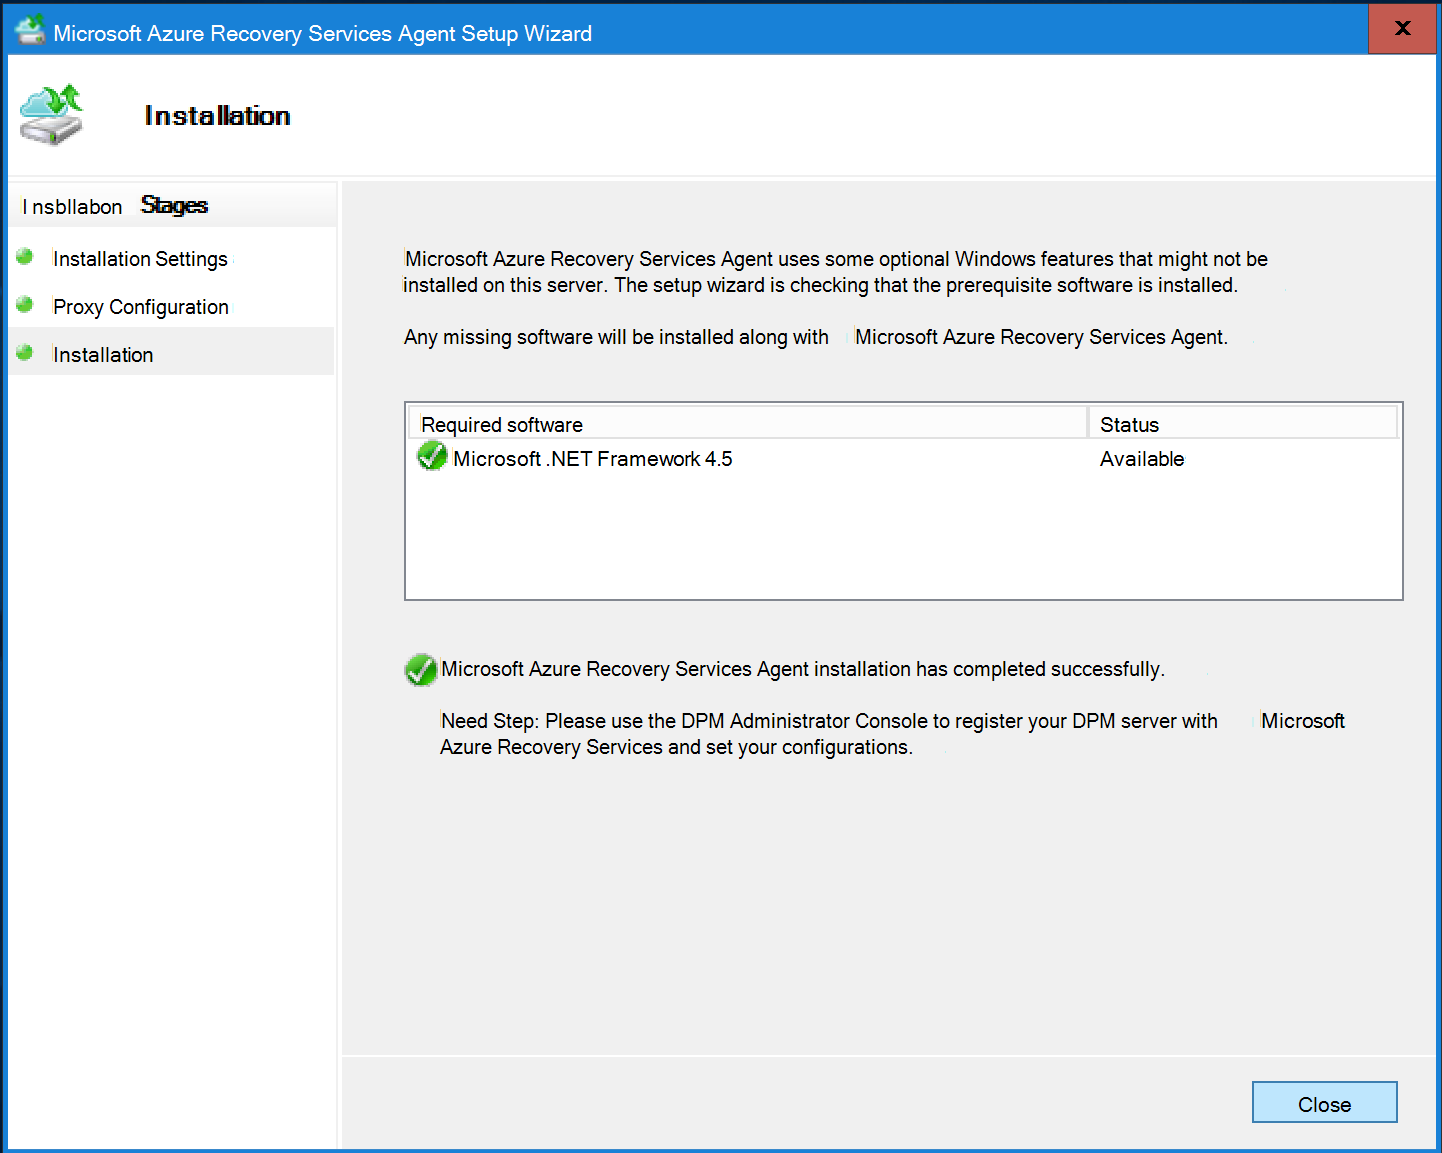 Microsoft Azure Recovery Services Agent Setup Wizard
x
Installation
Insbllabon Stages
Installation Settings
Proxy Configuration
Installation
Microsoft Azure Recovery Services Agent uses some optional Windows features that might not be
installed on this server. The setup wizard is checking that the prerequisite software is installed.
Any missing software will be installed along with Microsoft Azure Recovery Services Agent.
Required software Status
Microsoft .NET Framework 4.5 Available
Microsoft Azure Recovery Services Agent installation has completed successfully.
Need Step: Please use the DPM Administrator Console to register your DPM server with Microsoft
Azure Recovery Services and set your configurations.
Close